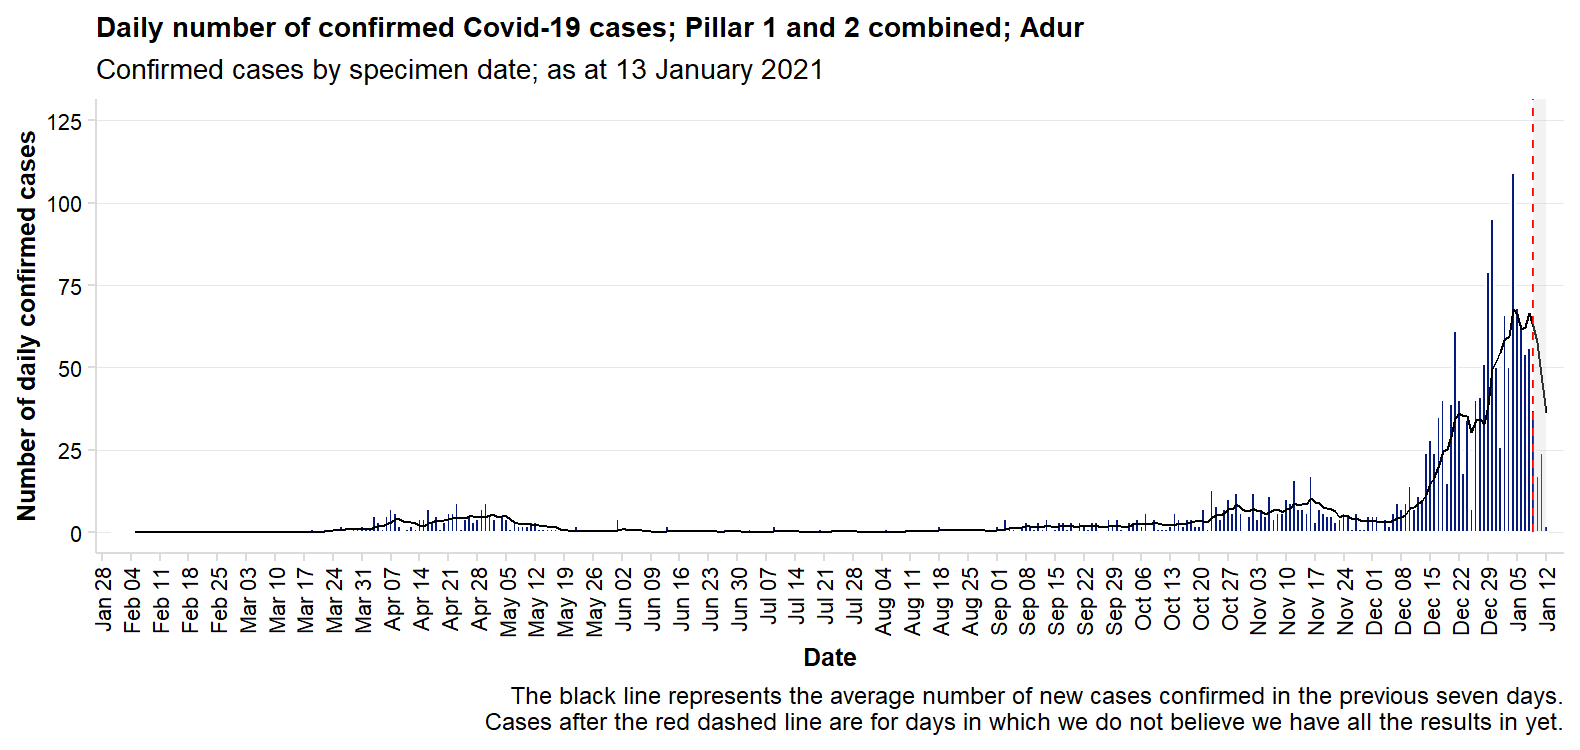 Daily number of confirmed Covid-19 cases; Pillar 1 and 2 combined; Adur
Confirmed cases by specimen date; as at 13 January 2021
Number of daily confirmed cases
125
100
75
50
25
0
Jan 28
Feb 04
Feb 11
Feb 18
Feb 25
Mar 03
Mar 10
Mar 17
Mar 24
Mar 31
Apr 07
Apr 14
Apr 21
Apr 28
May 05
May 12
May 19
May 26
Jun 02
Jun 09
Jun 16
Jun 23
Jun 30
Jul 07
Jul 14
Jul 21
Jul 28
Aug 04
Aug 11
Aug 18
Aug 25
Sep 01
Sep 08
Sep 15
Sep 22
Sep 29
Oct 06
Oct 13
Oct 20
Oct 27
Nov 03
Nov 10
Nov 17
Nov 24
Dec 01
Dec 08
Dec 15
Dec 22
Dec 29
Jan 05
Jan 12
Date
The black line represents the average number of new cases confirmed in the previous seven days.
Cases after the red dashed line are for days in which we do not believe we have all the results in yet.